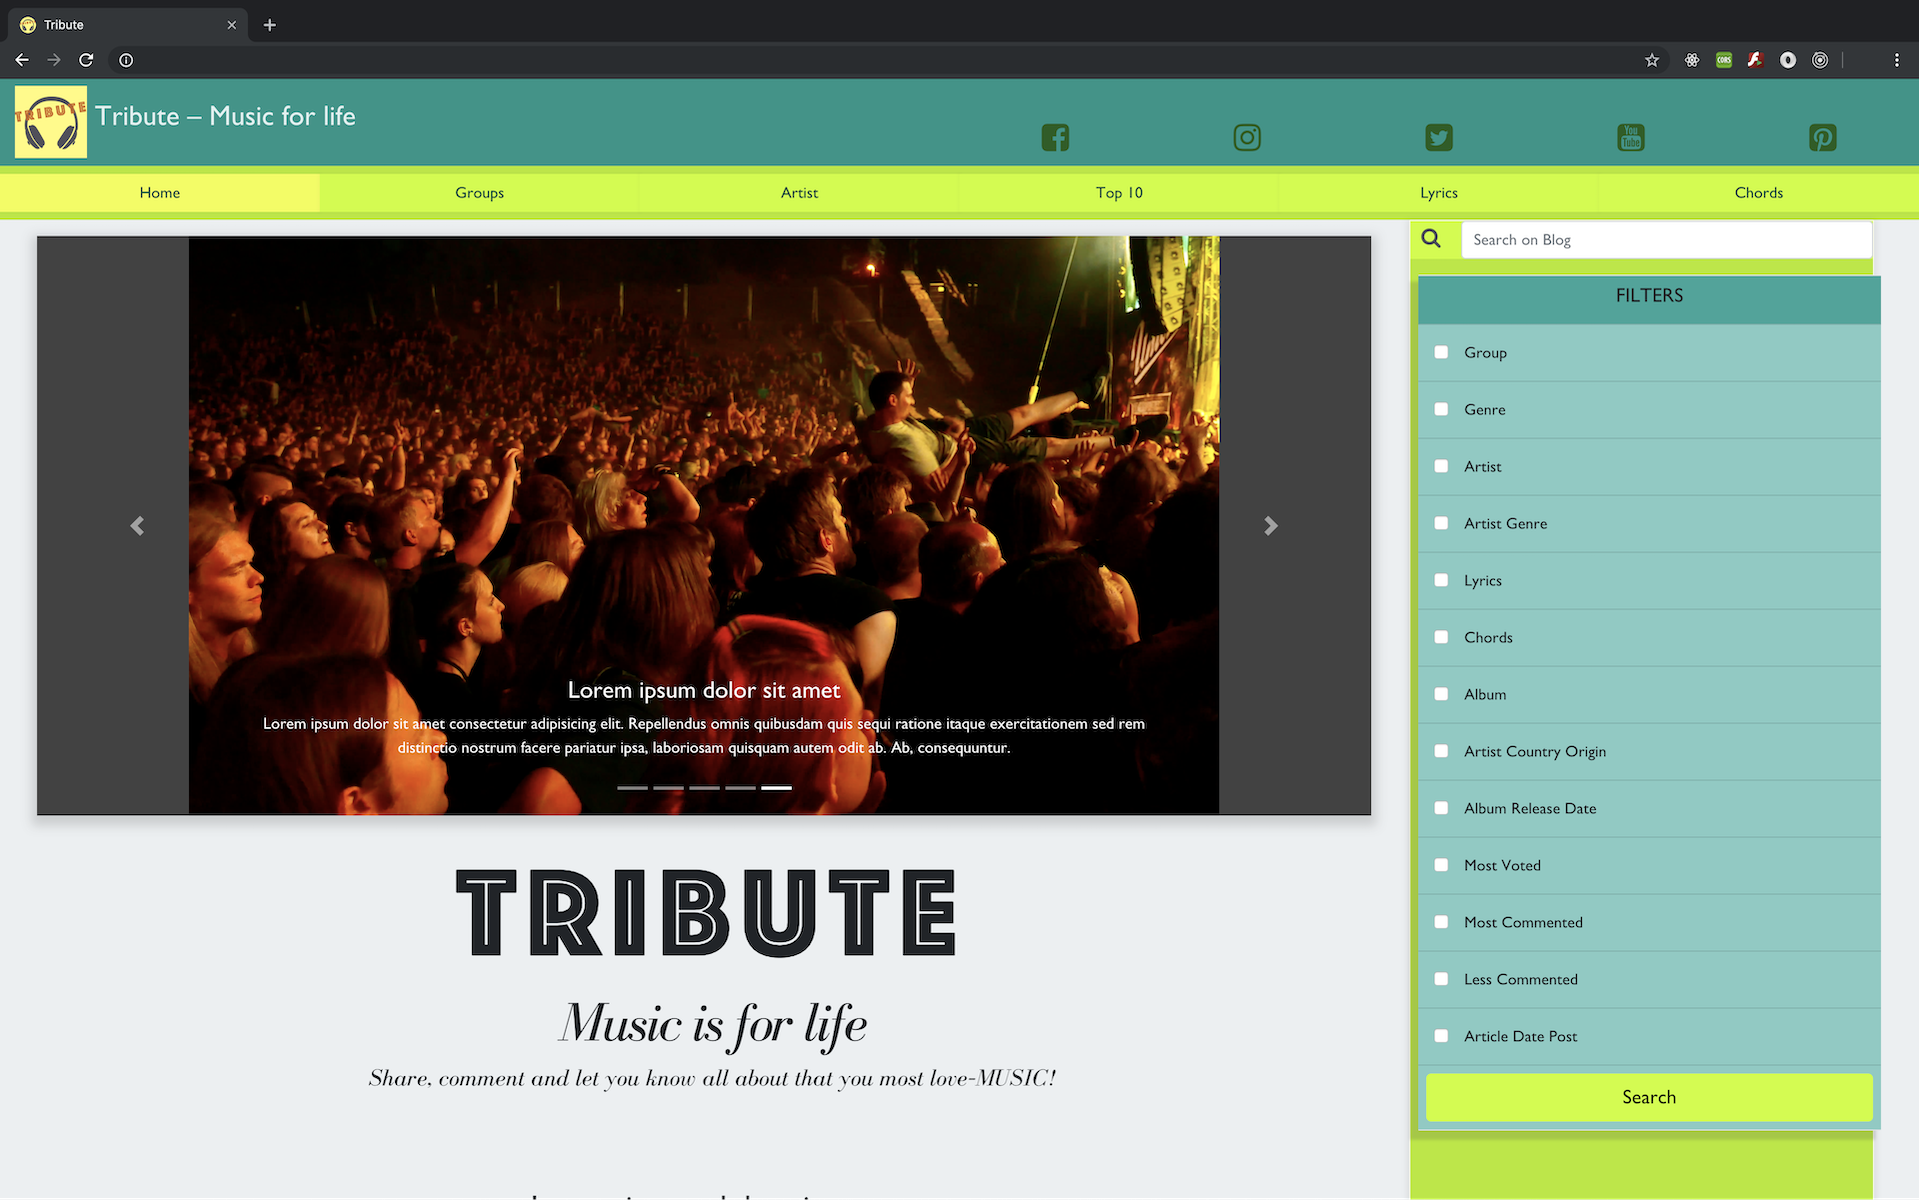 Tribute
CORS
TRIBUTE
Tribute – Music for life
You
Tube
Home
Groups
Artist
Top 10
Lyrics
Chords
Search on Blog
FILTERS
Group
Genre
Artist
Artist Genre
Lyrics
Chords
Album
Artist Country Origin
Album Release Date
Most Voted
Most Commented
Less Commented
Article Date Post
Search
Lorem ipsum dolor sit amet
Lorem ipsum dolor sit amet consectetur adipisicing elit. Repellendus omnis quibusdam quis sequi ratione itaque exercitationem sed rem
distinctio nostrum facere pariatur ipsa, laboriosam quisquam autem odit ab. Ab, consequuntur.
TRIBUTE
Music is for life
Share, comment and let you know all about that you most love-MUSIC!